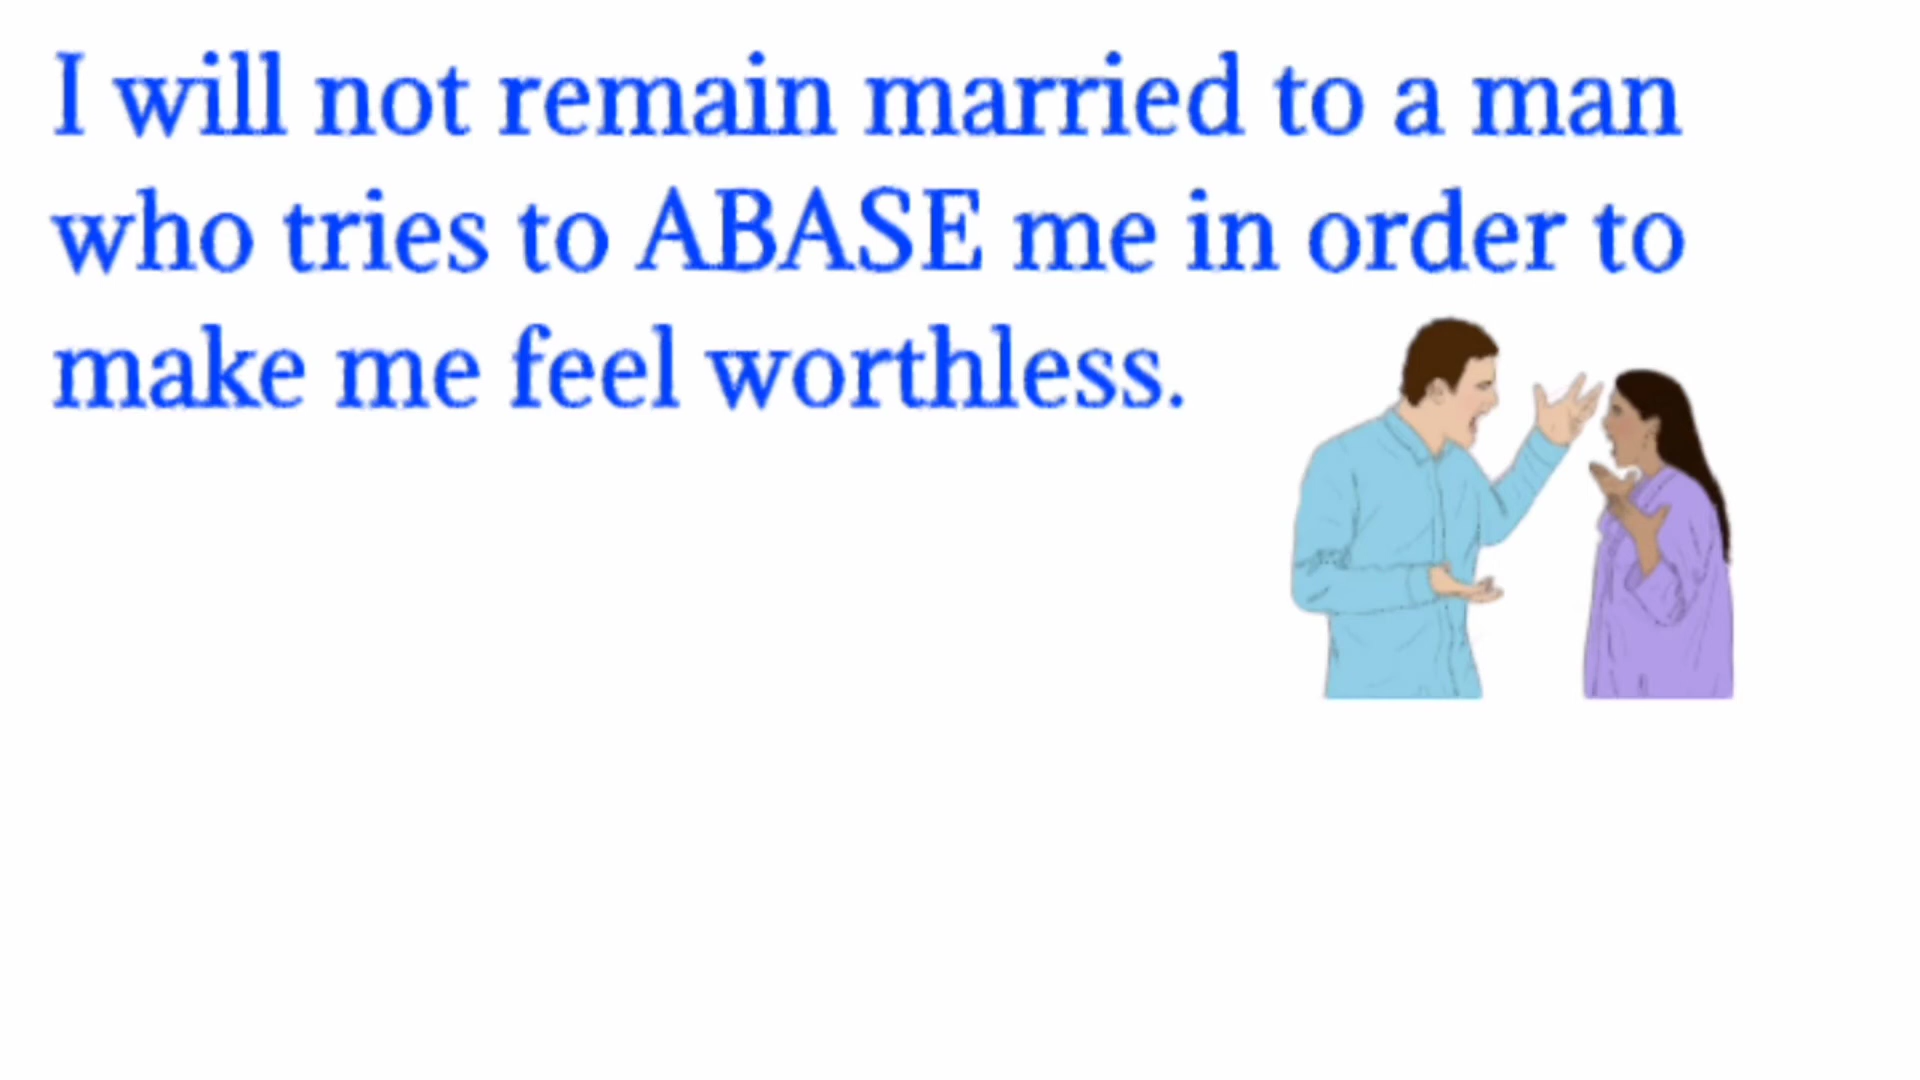 I will not remain married to a man
who tries to ABASE me in order to
make me feel worthless.